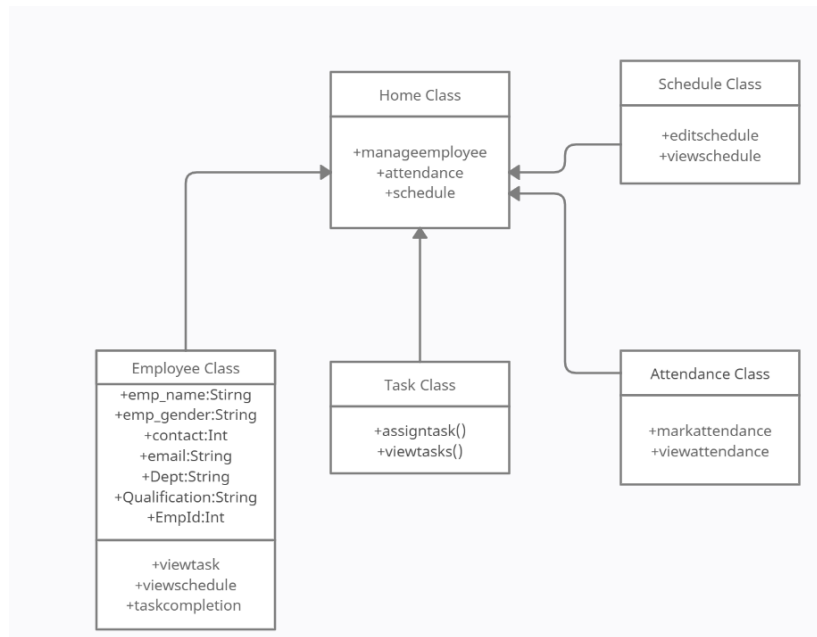 Home Class
+manageemployee
+attendance
+schedule
Schedule Class
+editschedule
+viewschedule
Employee Class
+emp_name:Stirng
+emp_gender:String
+contact:Int
+email:String
+Dept:String
+Qualification:String
+EmpId:Int
+viewtask
+viewschedule
+taskcompletion
Task Class
+assigntask()
+viewtasks()
Attendance Class
+markattendance
+viewattendance